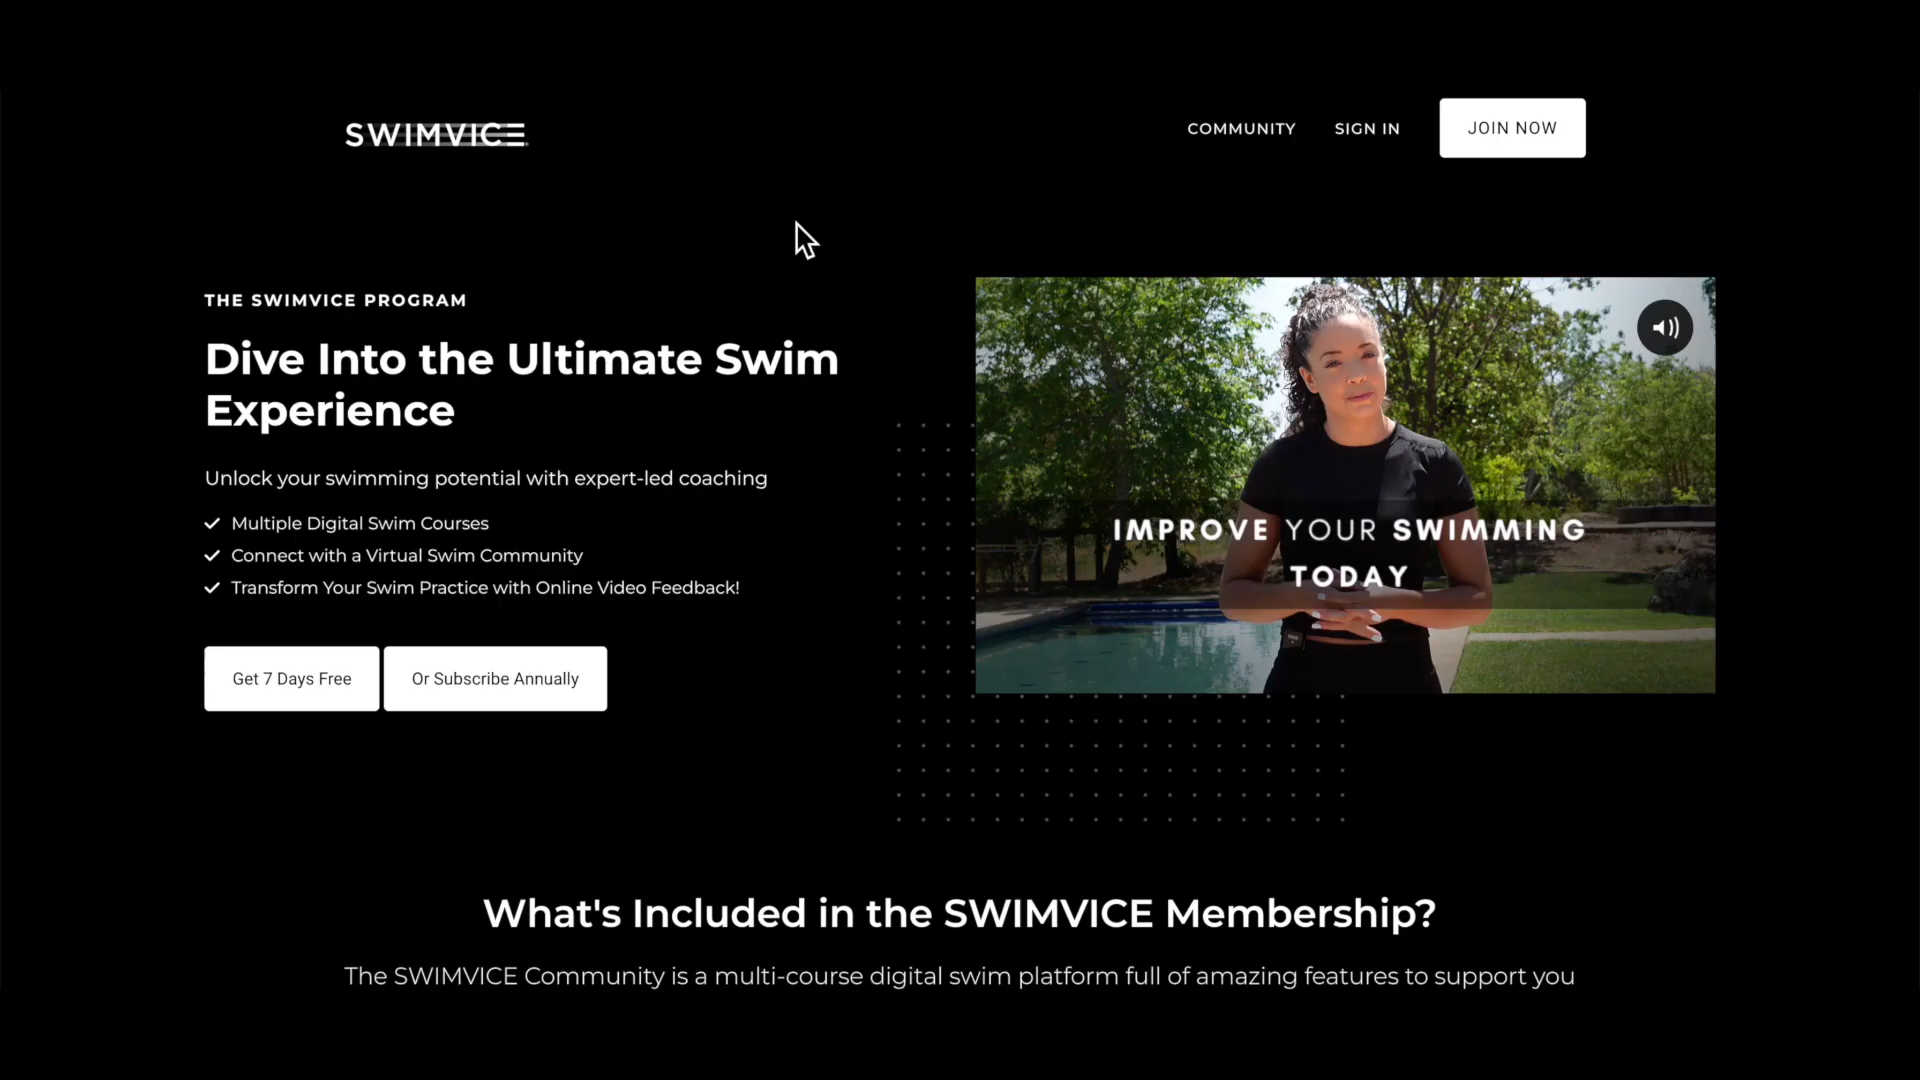 SWIMVICE
COMMUNITY
SIGN IN
JOIN NOW
THE SWIMVICE PROGRAM
Dive Into the Ultimate Swim
Experience
Unlock your swimming potential with expert-led coaching
Multiple Digital Swim Courses
Connect with a Virtual Swim Community
Transform Your Swim Practice with Online Video Feedback!
Get 7 Days Free
Or Subscribe Annually
IMPROVE YOUR SWIMMING
TODAY
What's Included in the SWIMVICE Membership?
The SWIMVICE Community is a multi-course digital swim platform full of amazing features to support you